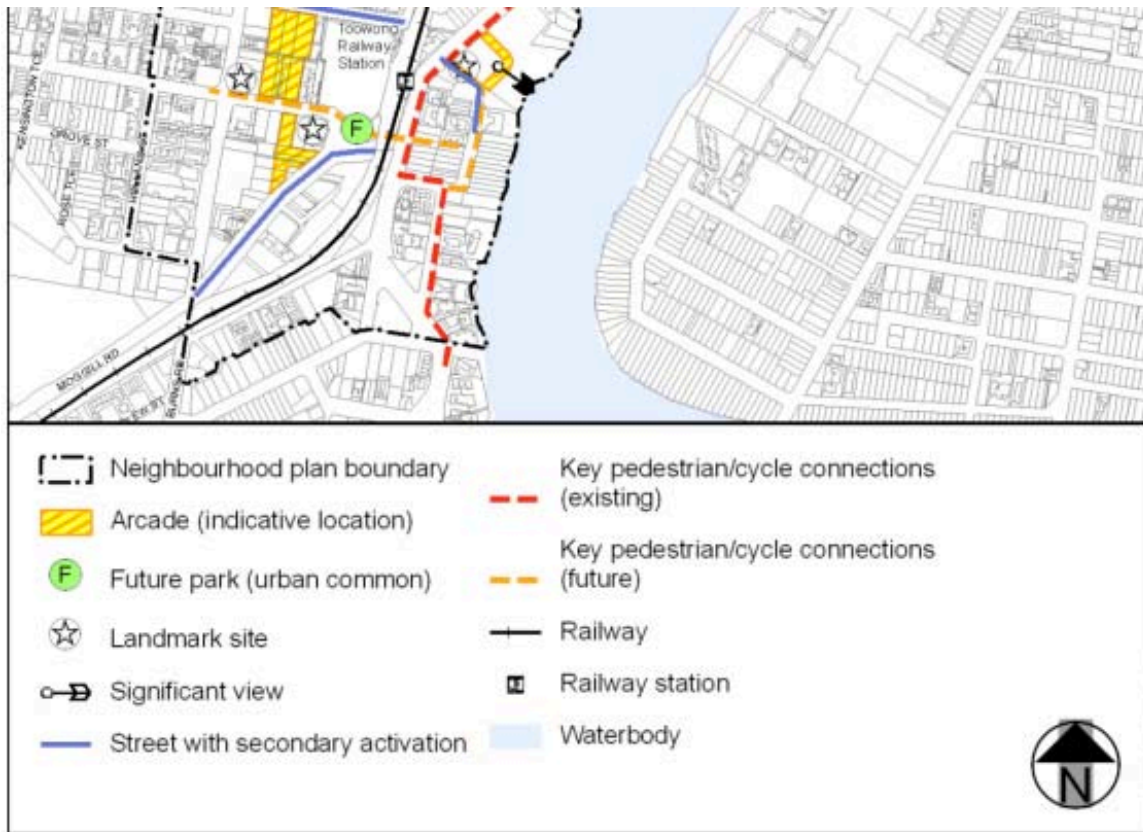 Toowong
Railway
Station
KENSINGTON TCE
GROVE ST
ROSE TCE
F
MOGGILL RD
BURNS RD
Neighbourhood plan boundary
Arcade (indicative location)
F
Future park (urban common)
Landmark site
Significant view
Street with secondary activation
Key pedestrian/cycle connections
(existing)
Key pedestrian/cycle connections
(future)
Railway
Railway station
Waterbody
N